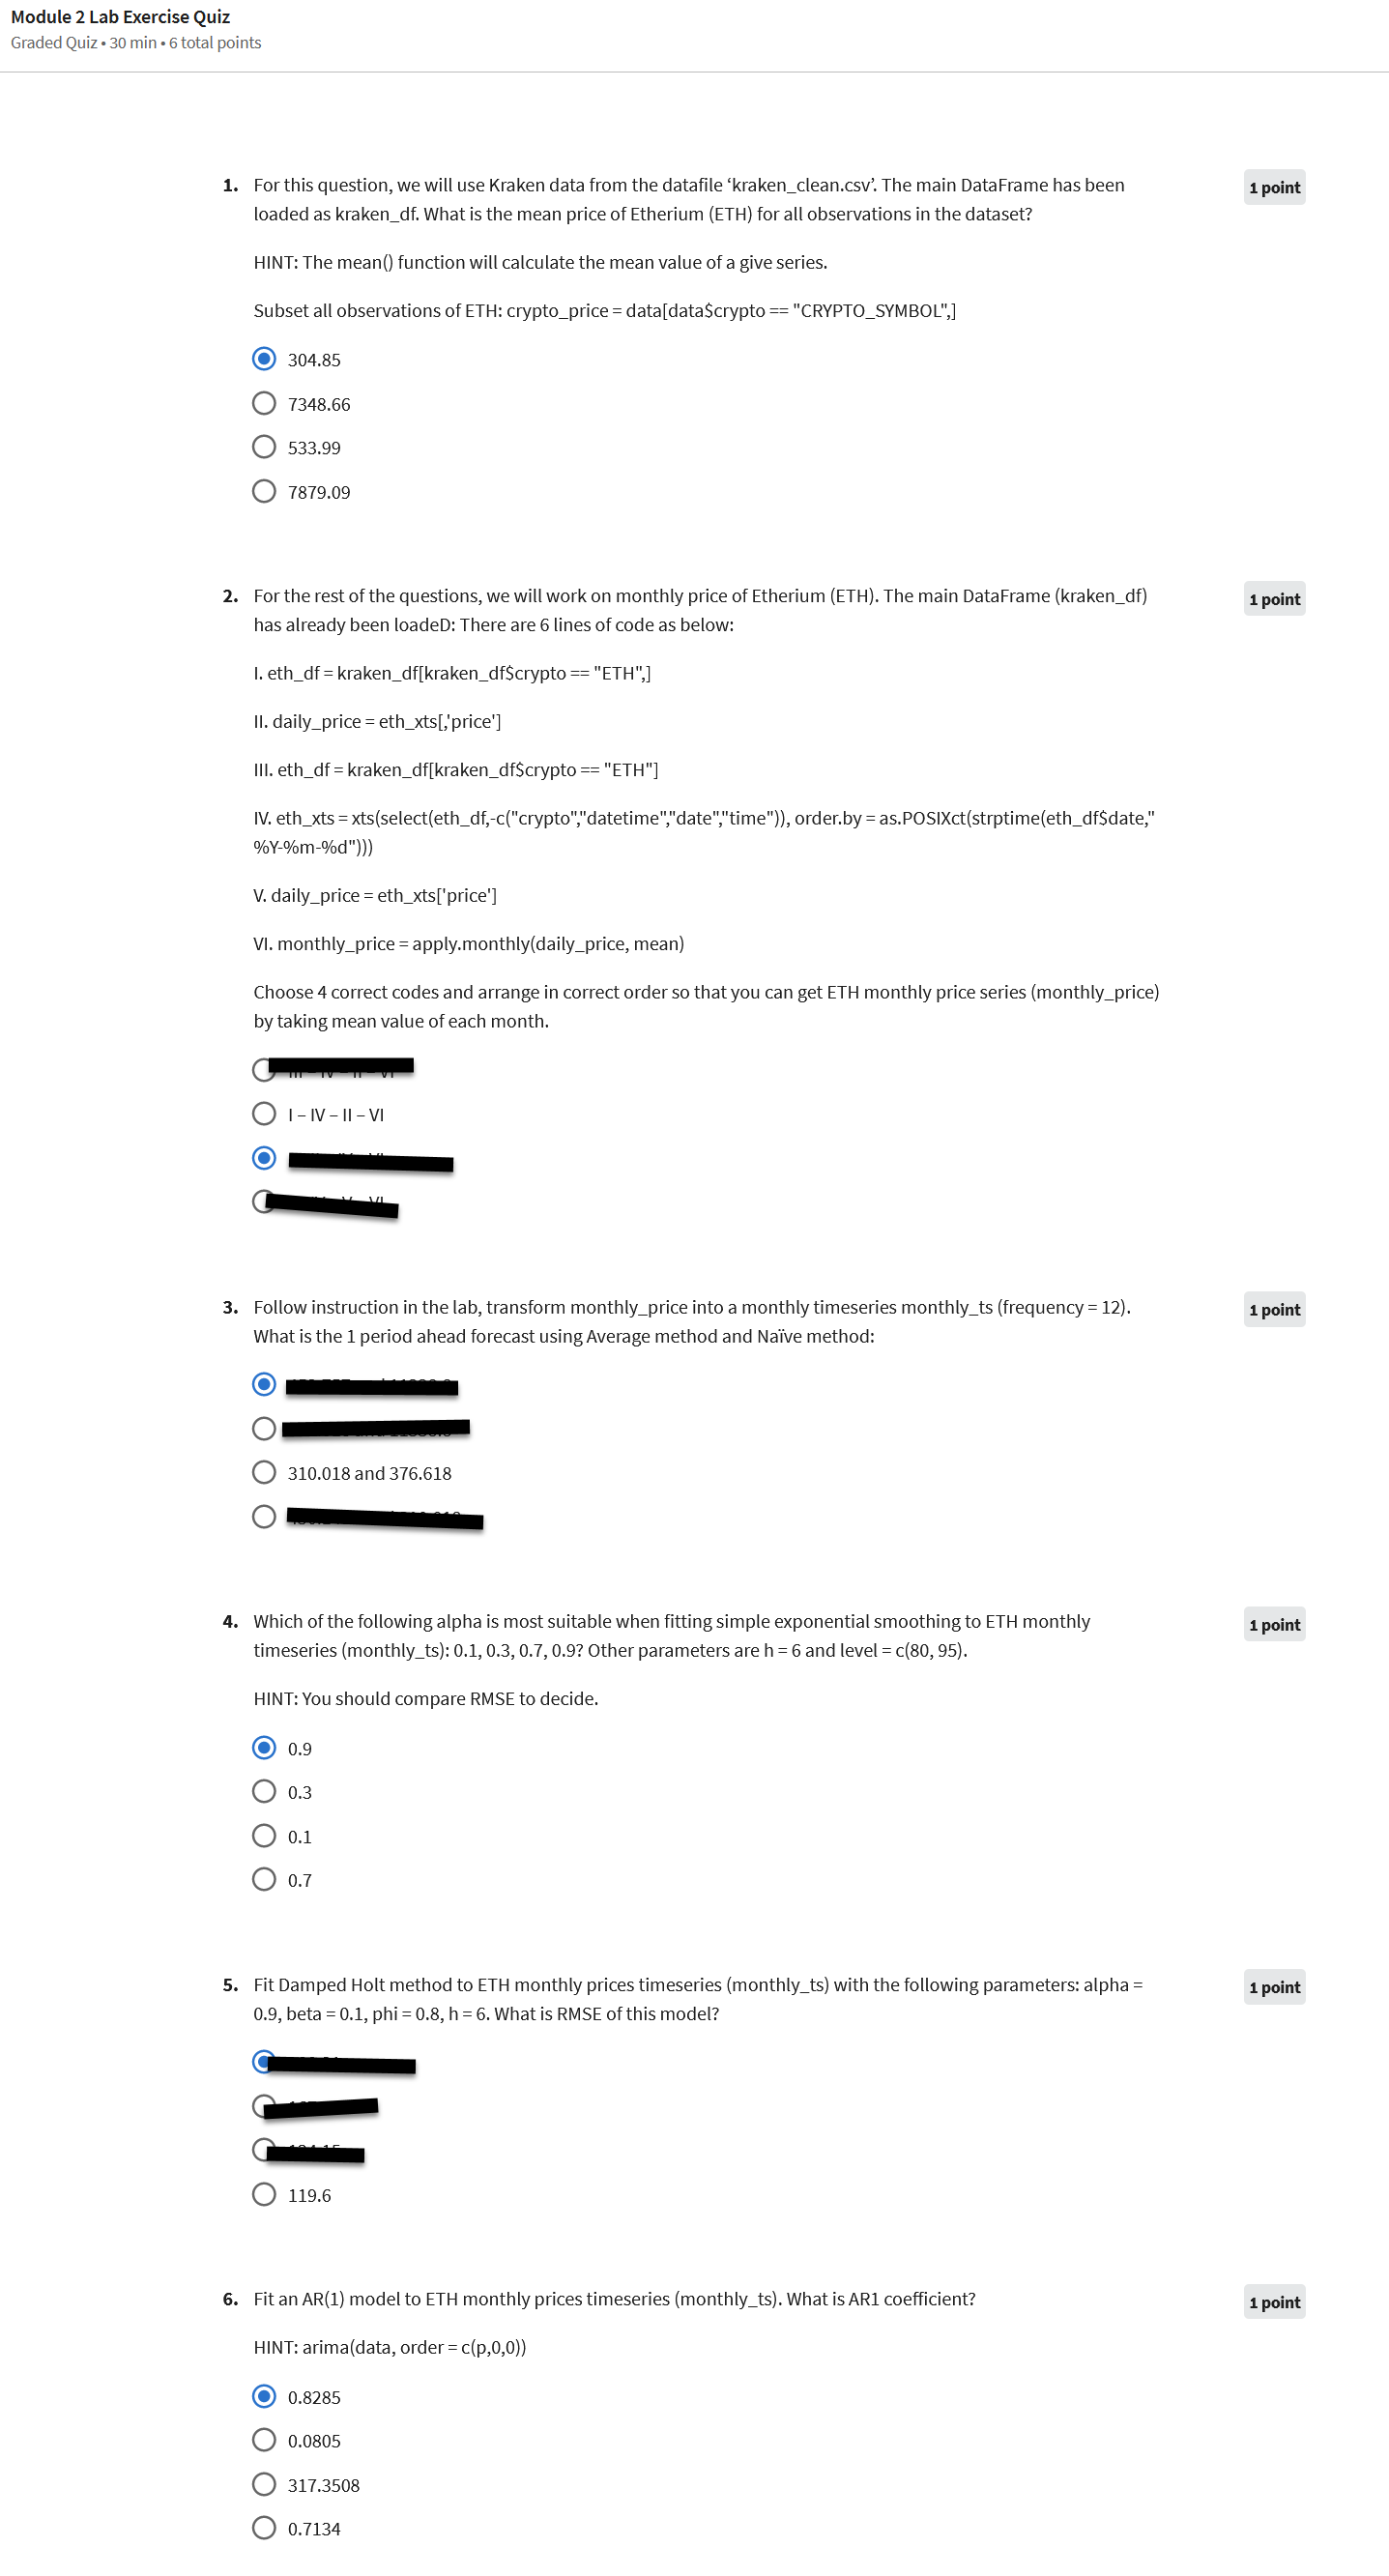 Module 2 Lab Exercise Quiz
Graded Quiz • 30 min • 6 total points
1. For this question, we will use Kraken data from the datafile ‘kraken_clean.csv’. The main DataFrame has been
1 point
loaded as kraken_df. What is the mean price of Etherium (ETH) for all observations in the dataset?
HINT: The mean() function will calculate the mean value of a give series.
Subset all observations of ETH: crypto_price = data[data$crypto == "CRYPTO_SYMBOL",]
304.85
7348.66
533.99
7879.09
2. For the rest of the questions, we will work on monthly price of Etherium (ETH). The main DataFrame (kraken_df)
1 point
has already been loadeD: There are 6 lines of code as below:
I. eth_df = kraken_df[kraken_df$crypto == "ETH",]
II. daily_price = eth_xts[,'price']
III. eth_df = kraken_df[kraken_df$crypto == "ETH"]
IV. eth_xts = xts(select(eth_df,-c("crypto","datetime","date","time")), order.by = as.POSIXct(strptime(eth_df$date,"
%Y-%m-%d")))
V. daily_price = eth_xts['price']
VI. monthly_price = apply.monthly(daily_price, mean)
Choose 4 correct codes and arrange in correct order so that you can get ETH monthly price series (monthly_price)
by taking mean value of each month.
I – IV – II – VI
3. Follow instruction in the lab, transform monthly_price into a monthly timeseries monthly_ts (frequency = 12).
1 point
What is the 1 period ahead forecast using Average method and Naïve method:
310.018 and 376.618
4. Which of the following alpha is most suitable when fitting simple exponential smoothing to ETH monthly
1 point
timeseries (monthly_ts): 0.1, 0.3, 0.7, 0.9? Other parameters are h = 6 and level = c(80, 95).
HINT: You should compare RMSE to decide.
0.9
0.3
0.1
0.7
5. Fit Damped Holt method to ETH monthly prices timeseries (monthly_ts) with the following parameters: alpha =
1 point
0.9, beta = 0.1, phi = 0.8, h = 6. What is RMSE of this model?
119.6
6. Fit an AR(1) model to ETH monthly prices timeseries (monthly_ts). What is AR1 coefficient?
1 point
HINT: arima(data, order = c(p,0,0))
0.8285
0.0805
317.3508
0.7134